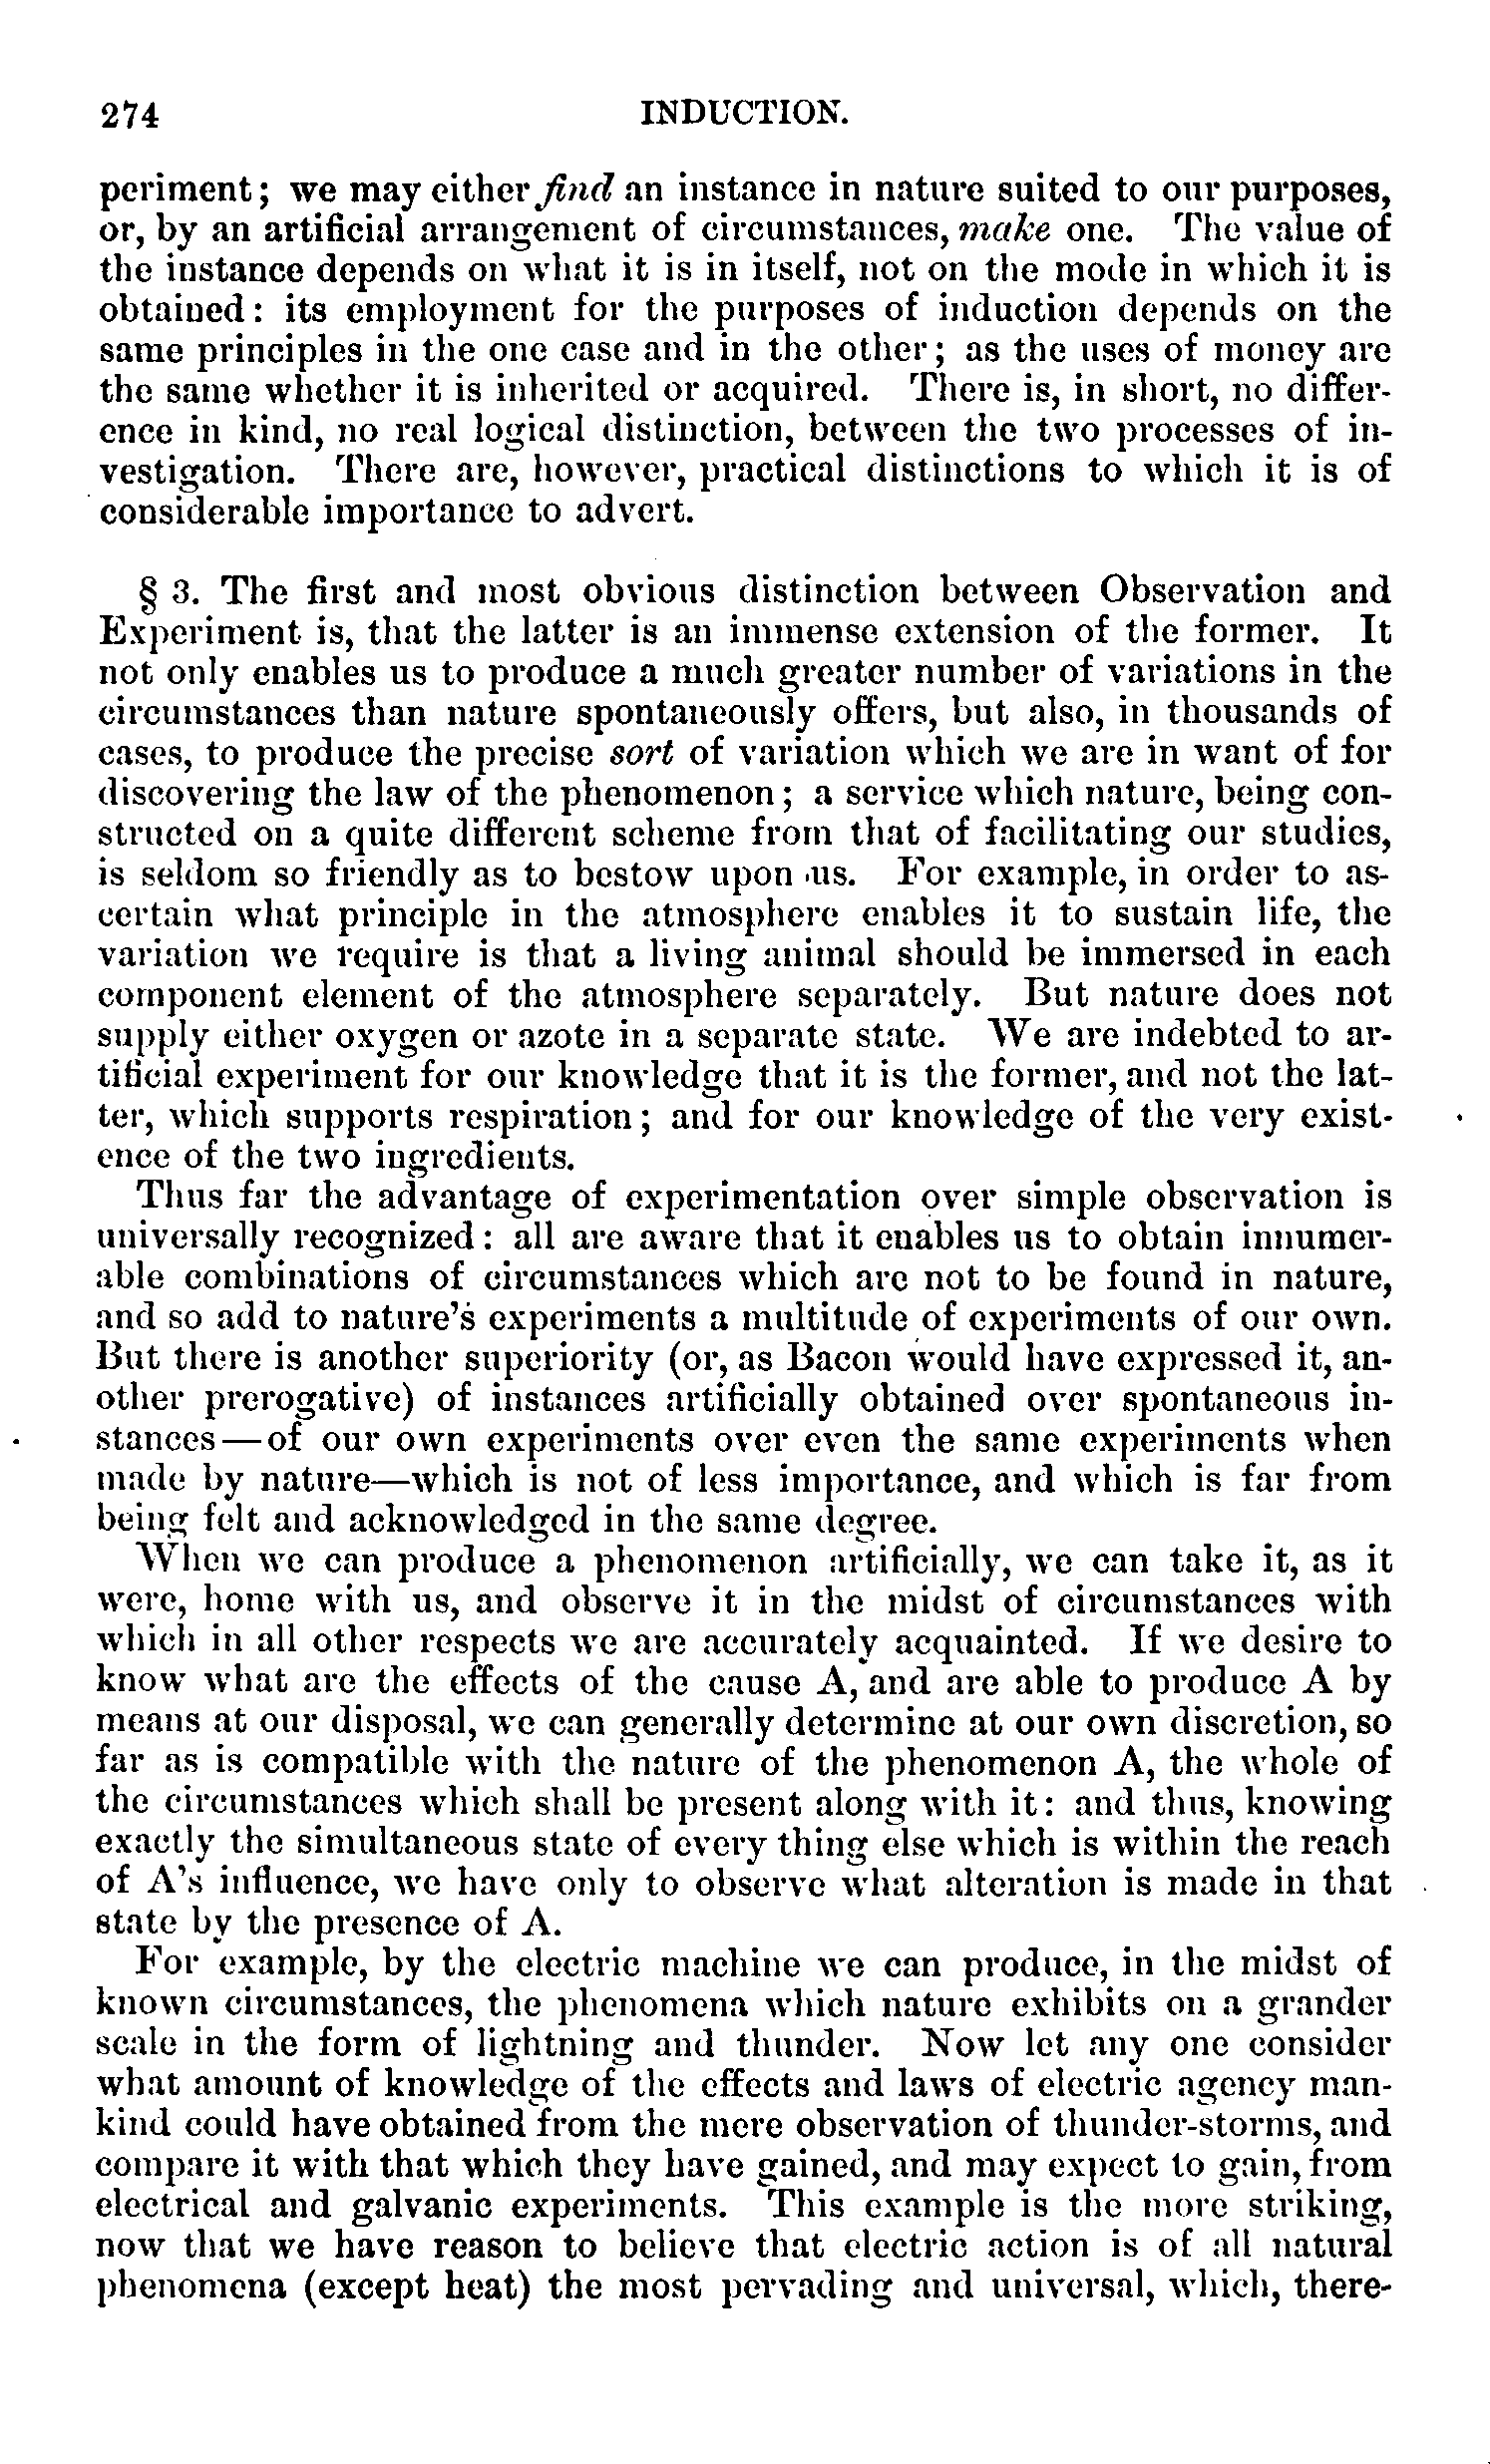 274 INDUCTION.
periment; we may either find an instance in nature suited to our purposes,
or, by an artificial arrangement of circumstances, make one. The value of
the instance depends on what it is in itself, not on the mode in which it is
obtained: its employment for the purposes of induction depends on the
same principles in the one case and in the other; as the uses of money are
the same whether it is inherited or acquired. There is, in short, no differ-
ence in kind, no real logical distinction, between the two processes of in-
vestigation. There are, however, practical distinctions to which it is of
considerable importance to advert.
§ 3. The first and most obvious distinction between Observation and
Experiment is, that the latter is an immense extension of the former. It
not only enables us to produce a much greater number of variations in the
circumstances than nature spontaneously offers, but also, in thousands of
cases, to produce the precise sort of variation which we are in want of for
discovering the law of the phenomenon; a service which nature, being con-
structed on a quite different scheme from that of facilitating our studies,
is seldom so friendly as to bestow upon us. For example, in order to as-
certain what principle in the atmosphere enables it to sustain life, the
variation we require is that a living animal should be immersed in each
component element of the atmosphere separately. But nature does not
supply either oxygen or azote in a separate state. We are indebted to ar-
tificial experiment for our knowledge that it is the former, and not the lat-
ter, which supports respiration; and for our knowledge of the very exist-
ence of the two ingredients.
Thus far the advantage of experimentation over simple observation is
universally recognized: all are aware that it enables us to obtain innumer-
able combinations of circumstances which are not to be found in nature,
and so add to nature's experiments a multitude of experiments of our own.
But there is another superiority (or, as Bacon would have expressed it, an-
other prerogative) of instances artificially obtained over spontaneous in-
stances—of our own experiments over even the same experiments when
made by nature—which is not of less importance, and which is far from
being felt and acknowledged in the same degree.
When we can produce a phenomenon artificially, we can take it, as it
were, home with us, and observe it in the midst of circumstances with
which in all other respects we are accurately acquainted. If we desire to
know what are the effects of the cause A, and are able to produce A by
means at our disposal, we can generally determine at our own discretion, so
far as is compatible with the nature of the phenomenon A, the whole of
the circumstances which shall be present along with it: and thus, knowing
exactly the simultaneous state of every thing else which is within the reach
of A's influence, we have only to observe what alteration is made in that
state by the presence of A.
For example, by the electric machine we can produce, in the midst of
known circumstances, the phenomena which nature exhibits on a grander
scale in the form of lightning and thunder. Now let any one consider
what amount of knowledge of the effects and laws of electric agency man-
kind could have obtained from the mere observation of thunder-storms, and
compare it with that which they have gained, and may expect to gain, from
electrical and galvanic experiments. This example is the more striking,
now that we have reason to believe that electric action is of all natural
phenomena (except heat) the most pervading and universal, which, there-